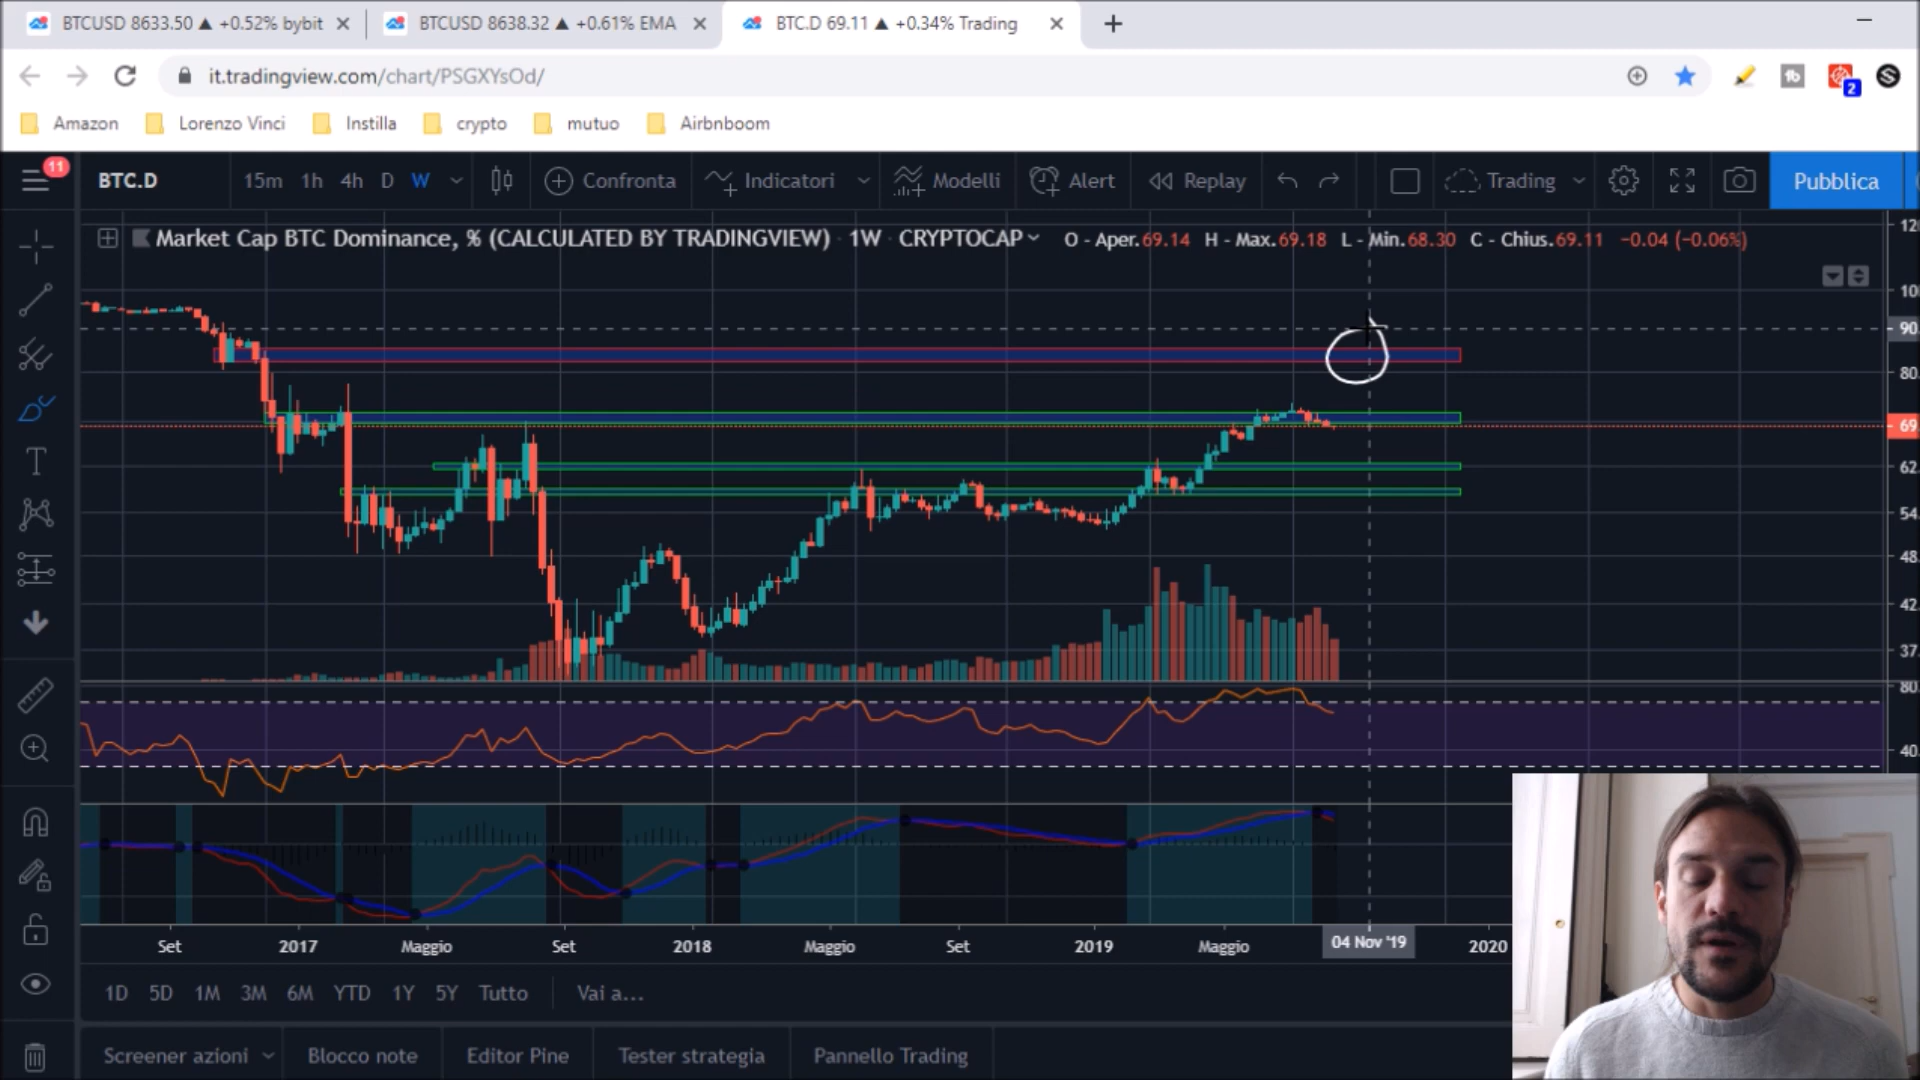 BTCUSD 8633.50 ▲ +0.52% bybit
BTCUSD 8638.32 ▲ +0.61% EMA
BTC.D 69.11 ▲ +0.34% Trading
it.tradingview.com/chart/PSGXYsOd/
2
Amazon Lorenzo Vinci Instilla crypto mutuo Airbnboom
11
BTC.D 15m 1h 4h D W Confronta Indicatori Modelli Alert Replay Trading Pubblica
Market Cap BTC Dominance, % (CALCULATED BY TRADINGVIEW) 1W CRYPTOCAP O - Aper.69.14 H - Max.69.18 L - Min.68.30 C - Chius.69.11 −0.04 (−0.06%)
80.
69.
62.
54.
48.
42.
37.
80.
40.
Set 2017 Maggio Set 2018 Maggio Set 2019 Maggio 04 Nov '19 2020
1D 5D 1M 3M 6M YTD 1Y 5Y Tutto Vai a...
Screener azioni Blocco note Editor Pine Tester strategia Pannello Trading